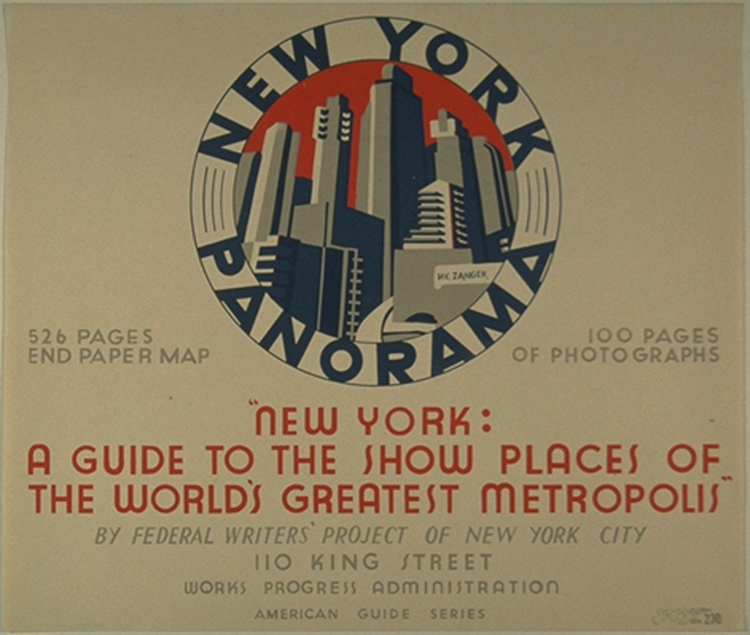 NEW YORK
PANORAMA
HK. ZANGER
526 PAGES
END PAPER MAP
100 PAGES
OF PHOTOGRAPHS
"NEW YORK:
A GUIDE TO THE SHOW PLACES OF
THE WORLD'S GREATEST METROPOLIS"
BY FEDERAL WRITERS' PROJECT OF NEW YORK CITY
110 KING STREET
WORKS PROGRESS ADMINISTRATION
AMERICAN GUIDE SERIES
230